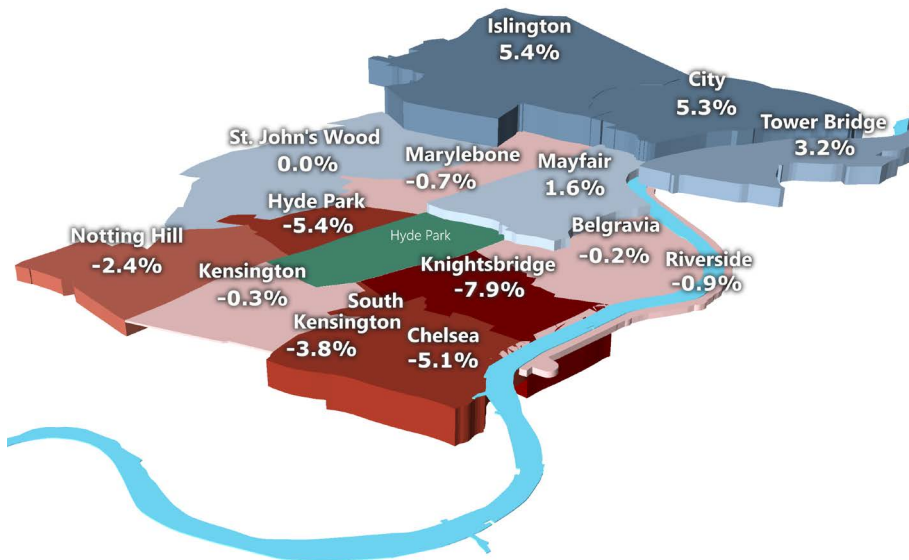 Islington
5.4%
City
5.3%
Tower Bridge
3.2%
St. John's Wood
0.0%
Marylebone
-0.7%
Mayfair
1.6%
Hyde Park
-5.4%
Hyde Park
Belgravia
-0.2%
Notting Hill
-2.4%
Kensington
-0.3%
Knightsbridge
-7.9%
Riverside
-0.9%
South
Kensington
-3.8%
Chelsea
-5.1%